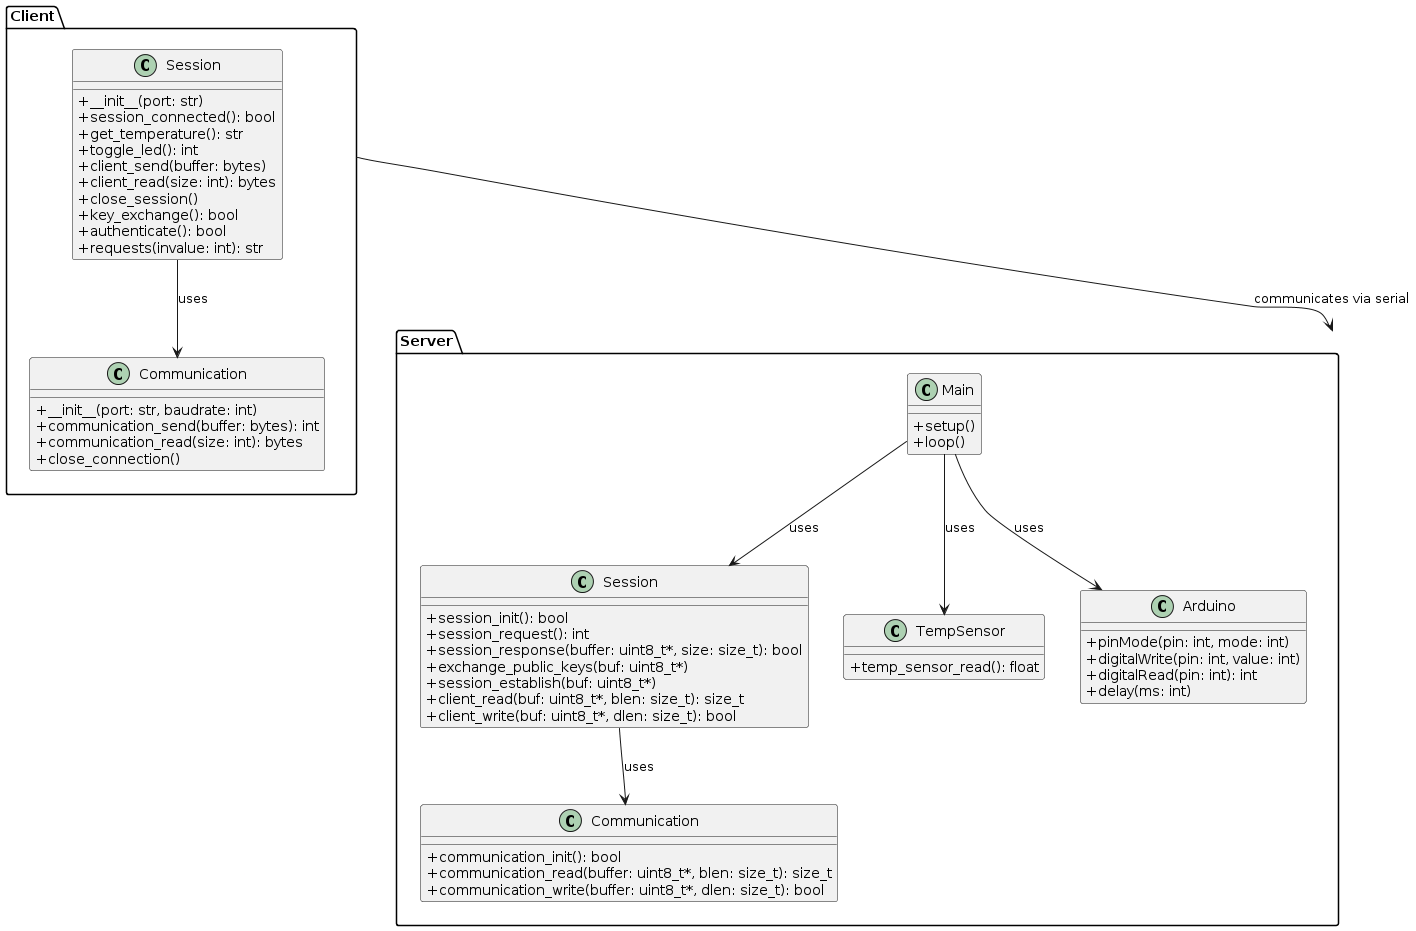 Client
C Session
+__init__(port: str)
+session_connected(): bool
+get_temperature(): str
+toggle_led(): int
+client_send(buffer: bytes)
+client_read(size: int): bytes
+close_session()
+key_exchange(): bool
+authenticate(): bool
+requests(invalue: int): str
uses
C Communication
+__init__(port: str, baudrate: int)
+communication_send(buffer: bytes): int
+communication_read(size: int): bytes
+close_connection()
communicates via serial
Server
C Main
+setup()
+loop()
uses
uses
uses
C Session
+session_init(): bool
+session_request(): int
+session_response(buffer: uint8_t*, size: size_t): bool
+exchange_public_keys(buf: uint8_t*)
+session_establish(buf: uint8_t*)
+client_read(buf: uint8_t*, blen: size_t): size_t
+client_write(buf: uint8_t*, dlen: size_t): bool
C TempSensor
+temp_sensor_read(): float
C Arduino
+pinMode(pin: int, mode: int)
+digitalWrite(pin: int, value: int)
+digitalRead(pin: int): int
+delay(ms: int)
uses
C Communication
+communication_init(): bool
+communication_read(buffer: uint8_t*, blen: size_t): size_t
+communication_write(buffer: uint8_t*, dlen: size_t): bool